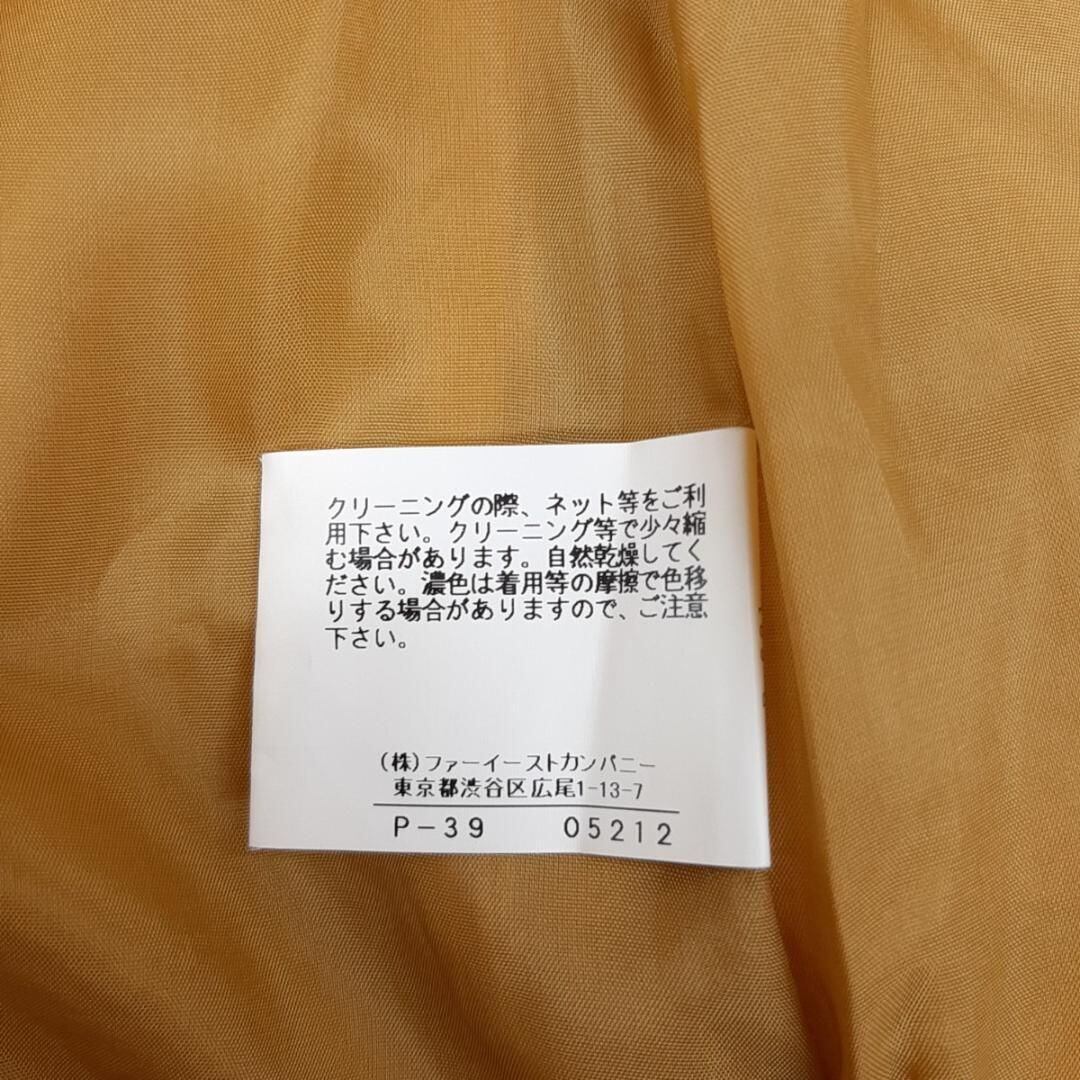 クリーニングの際、ネット等をご利
用下さい。クリーニング等で少々縮
む場合があります。自然乾燥してく
ださい。濃色は着用等の摩擦で色移
りする場合がありますので、ご注意
下さい。
(株)ファーイーストカンパニー
東京都渋谷区広尾1-13-7
P-39 05212